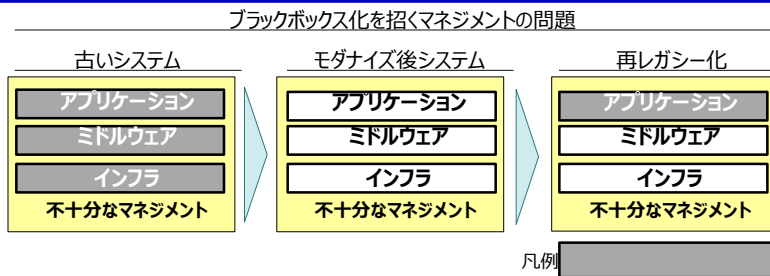 ブラックボックス化を招くマネジメントの問題
古いシステム
モダナイズ後システム
再レガシー化
アプリケーション
ミドルウェア
インフラ
不十分なマネジメント
アプリケーション
ミドルウェア
インフラ
不十分なマネジメント
アプリケーション
ミドルウェア
インフラ
不十分なマネジメント
凡例